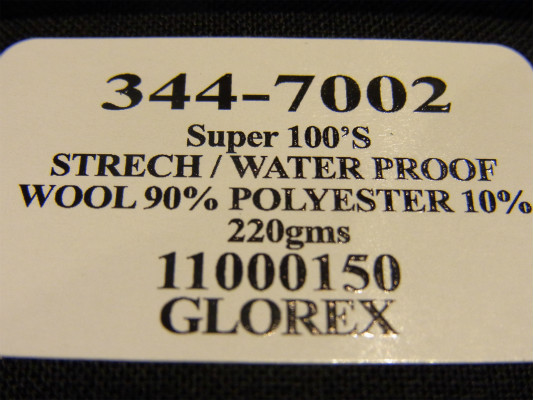 344-7002
Super 100'S
STRECH / WATER PROOF
WOOL 90% POLYESTER 10%
220gms
11000150
GLOREX